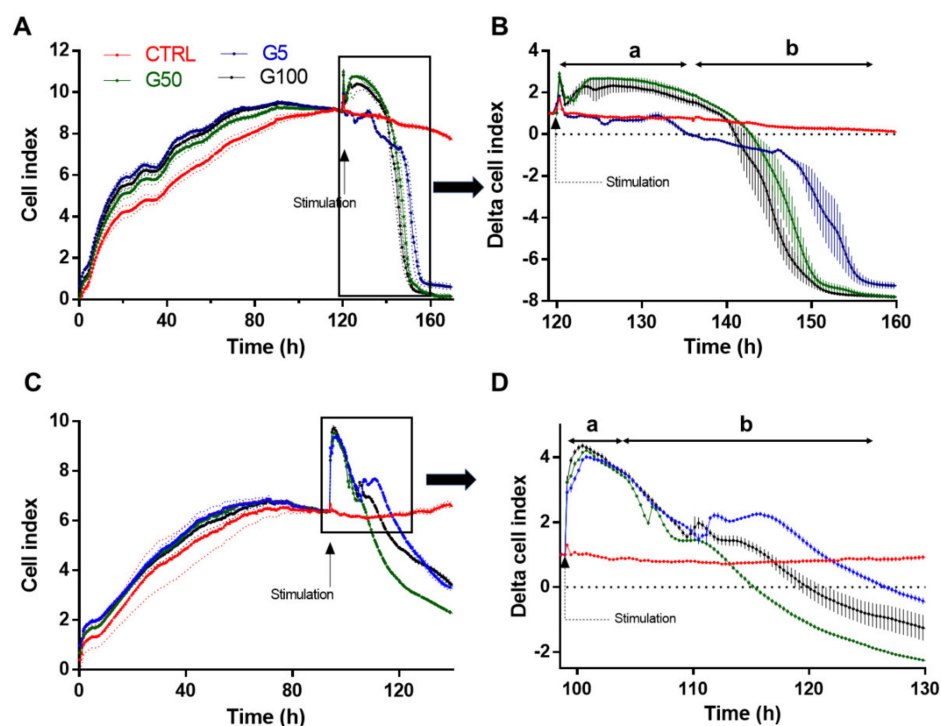 A
CTRL
G5
G50
G100
Cell index
12
10
8
6
4
2
0
Stimulation
0
40
80
120
160
Time (h)
B
a
b
Delta cell index
4
2
0
-2
-4
-6
-8
Stimulation
120
130
140
150
160
Time (h)
C
Cell index
10
8
6
4
2
0
Stimulation
0
40
80
120
Time (h)
D
a
b
Delta cell index
4
2
0
-2
Stimulation
100
110
120
130
Time (h)